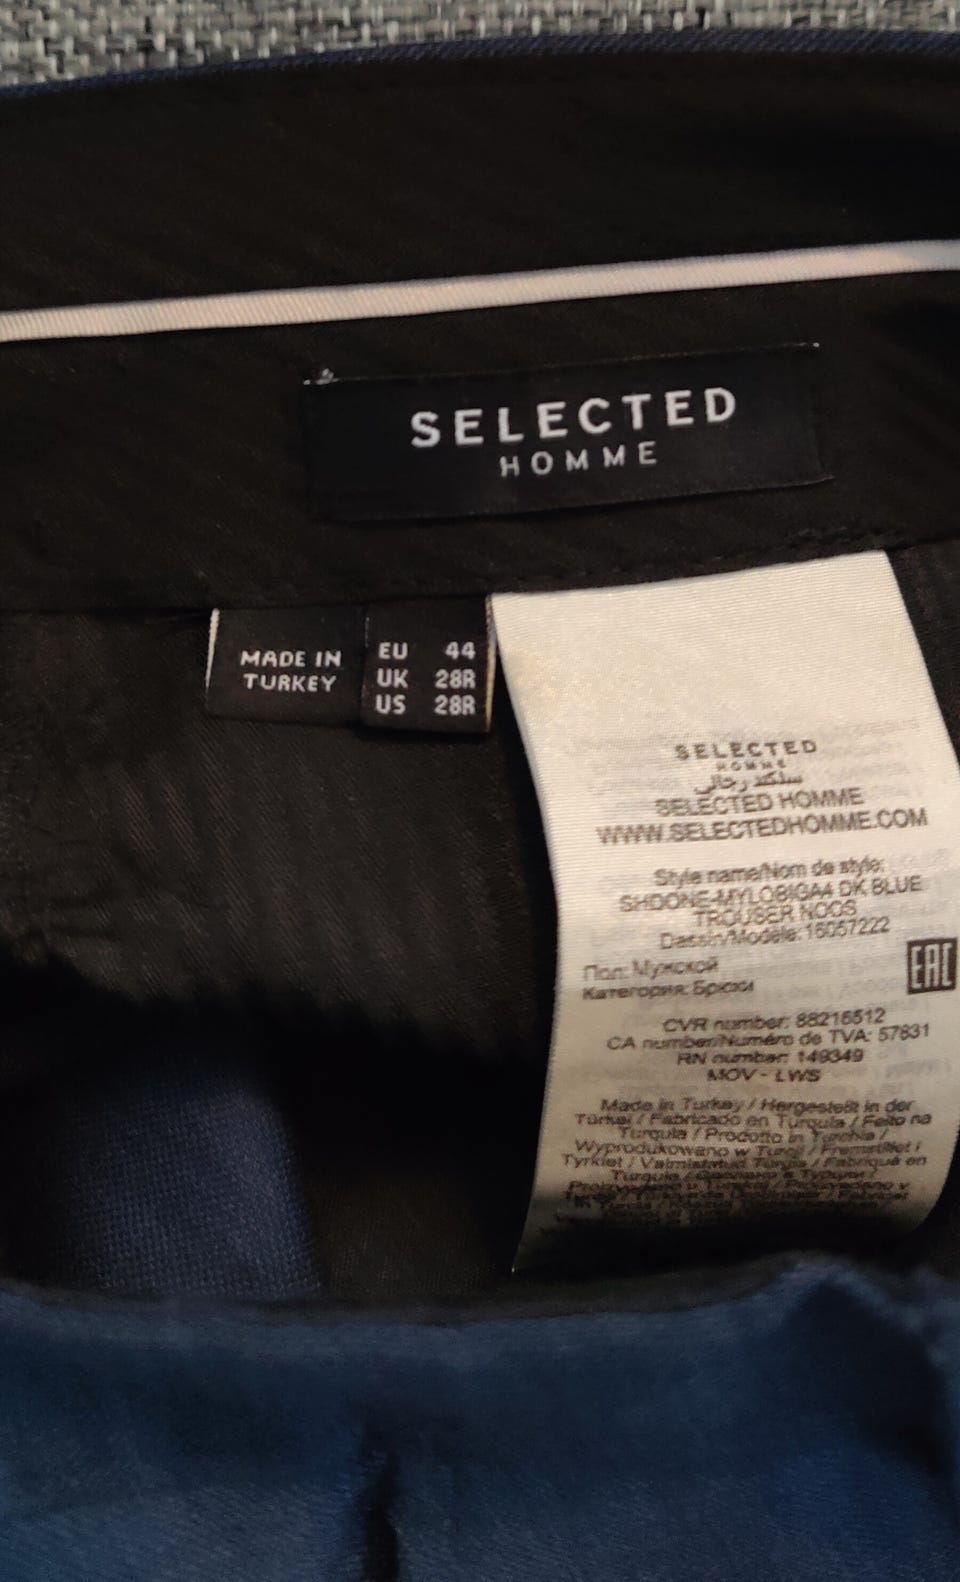 SELECTED
HOMME
MADE IN
TURKEY
EU 44
UK 28R
US 28R
SELECTED
HOMME
سلكتد رجالي
SELECTED HOMME
WWW.SELECTEDHOMME.COM
Style name/Nom de style:
SHDONE-MYLOBIGA4 DK BLUE
TROUSER NOOS
Dessin/Modèle: 16057222
Пол: Мужской
Категория: Брюки
EAC
CVR number: 88216512
CA number/Numéro de TVA: 57831
RN number: 149349
MOV - LWS
Made in Turkey / Hergestellt in der
Türkei / Fabricado en Turquía / Feito na
Turquia / Prodotto in Turchia /
Wyprodukowano w Turcji / Fremstillet i
Tyrkiet / Valmistettu Turkija / Fabriqué en